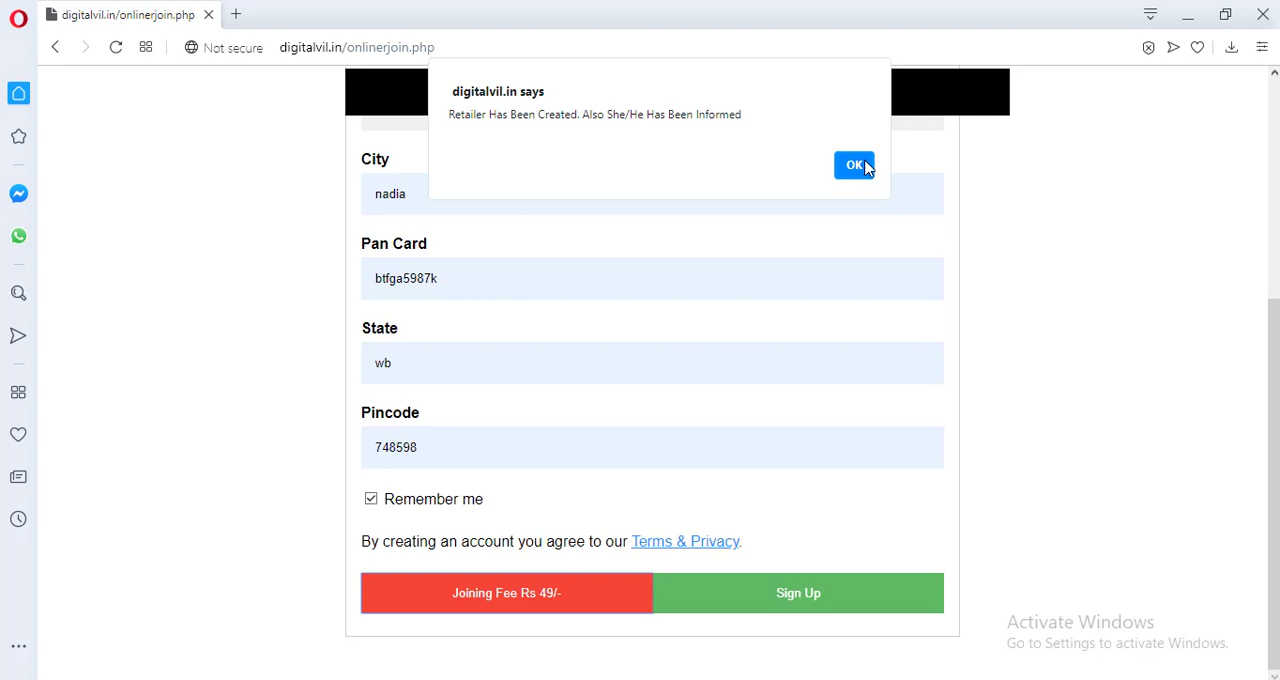 digitalvil.in/onlinerjoin.php
Not secure digitalvil.in/onlinerjoin.php
digitalvil.in says
Retailer Has Been Created. Also She/He Has Been Informed
OK
City
nadia
Pan Card
btfga5987k
State
wb
Pincode
748598
Remember me
By creating an account you agree to our Terms & Privacy.
Joining Fee Rs 49/- Sign Up
Activate Windows
Go to Settings to activate Windows.